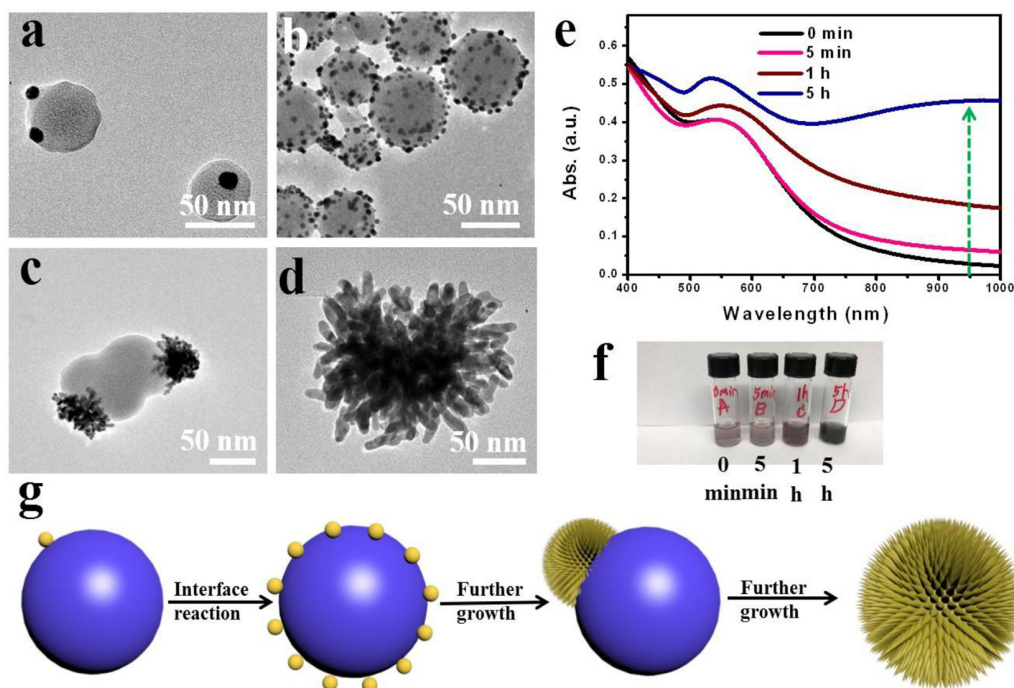 a
50 nm
b
50 nm
c
50 nm
d
50 nm
e
0 min
5 min
1 h
5 h
Abs. (a.u.)
0.6
0.5
0.4
0.3
0.2
0.1
0.0
400 500 600 700 800 900 1000
Wavelength (nm)
f
0min 5min 1h 5h
A B C D
0 5 1 5
min min h h
g
Interface
reaction
Further
growth
Further
growth